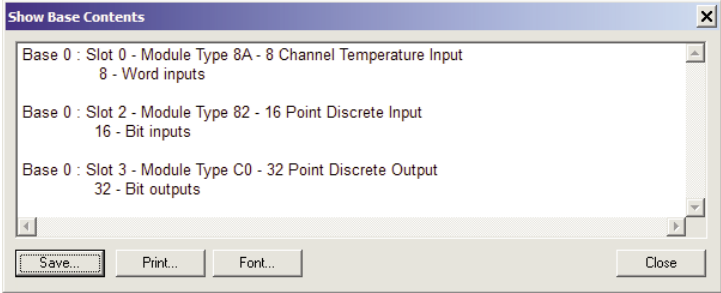 Show Base Contents
Base 0 : Slot 0 - Module Type 8A - 8 Channel Temperature Input
8 - Word inputs
Base 0 : Slot 2 - Module Type 82 - 16 Point Discrete Input
16 - Bit inputs
Base 0 : Slot 3 - Module Type C0 - 32 Point Discrete Output
32 - Bit outputs
Save... Print... Font... Close